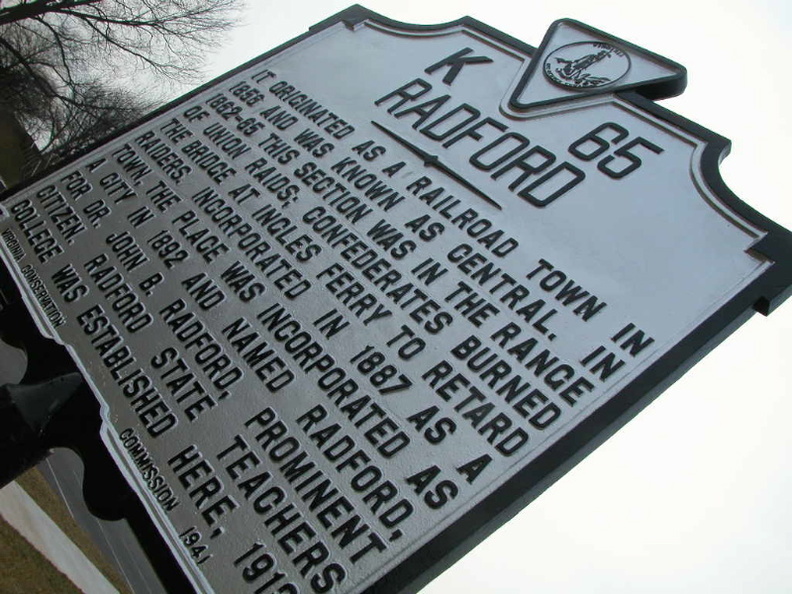 K 65
RADFORD
IT ORIGINATED AS A RAILROAD TOWN IN
1856 AND WAS KNOWN AS CENTRAL. IN
1862-65 THIS SECTION WAS IN THE RANGE
OF UNION RAIDS; CONFEDERATES BURNED
THE BRIDGE AT INGLES FERRY TO RETARD
RAIDERS. INCORPORATED IN 1887 AS A
TOWN, THE PLACE WAS INCORPORATED AS
A CITY IN 1892 AND NAMED RADFORD,
FOR DR. JOHN B. RADFORD, PROMINENT
CITIZEN. RADFORD STATE TEACHERS
COLLEGE WAS ESTABLISHED HERE, 1913
VIRGINIA CONSERVATION COMMISSION 1941